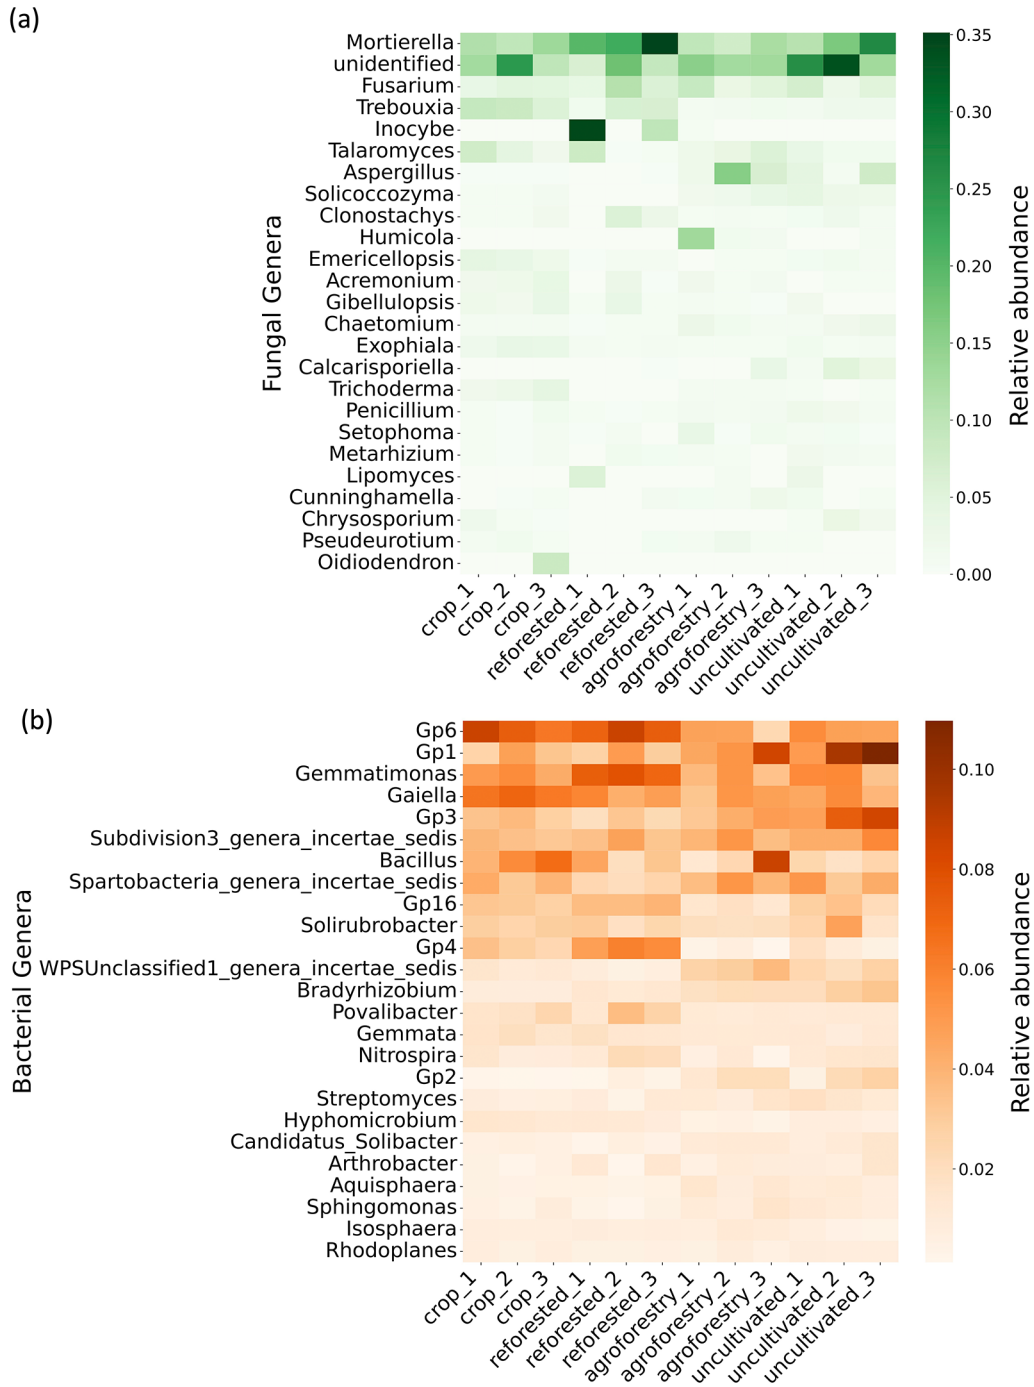 (a)
Mortierella
unidentified
Fusarium
Trebouxia
Inocybe
Talaromyces
Aspergillus
Solicoccozyma
Clonostachys
Humicola
Emericellopsis
Acremonium
Gibellulopsis
Chaetomium
Exophiala
Calcarisporiella
Trichoderma
Penicillium
Setophoma
Metarhizium
Lipomyces
Cunninghamella
Chrysosporium
Pseudeurotium
Oidiodendron
Fungal Genera
crop_1
crop_2
crop_3
reforested_1
reforested_2
reforested_3
agroforestry_1
agroforestry_2
agroforestry_3
uncultivated_1
uncultivated_2
uncultivated_3
0.35
0.30
0.25
0.20
0.15
0.10
0.05
0.00
Relative abundance
(b)
Gp6
Gp1
Gemmatimonas
Gaiella
Gp3
Subdivision3_genera_incertae_sedis
Bacillus
Spartobacteria_genera_incertae_sedis
Gp16
Solirubrobacter
Gp4
WPSUnclassified1_genera_incertae_sedis
Bradyrhizobium
Povalibacter
Gemmata
Nitrospira
Gp2
Streptomyces
Hyphomicrobium
Candidatus_Solibacter
Arthrobacter
Aquisphaera
Sphingomonas
Isosphaera
Rhodoplanes
Bacterial Genera
crop_1
crop_2
crop_3
reforested_1
reforested_2
reforested_3
agroforestry_1
agroforestry_2
agroforestry_3
uncultivated_1
uncultivated_2
uncultivated_3
0.10
0.08
0.06
0.04
0.02
Relative abundance